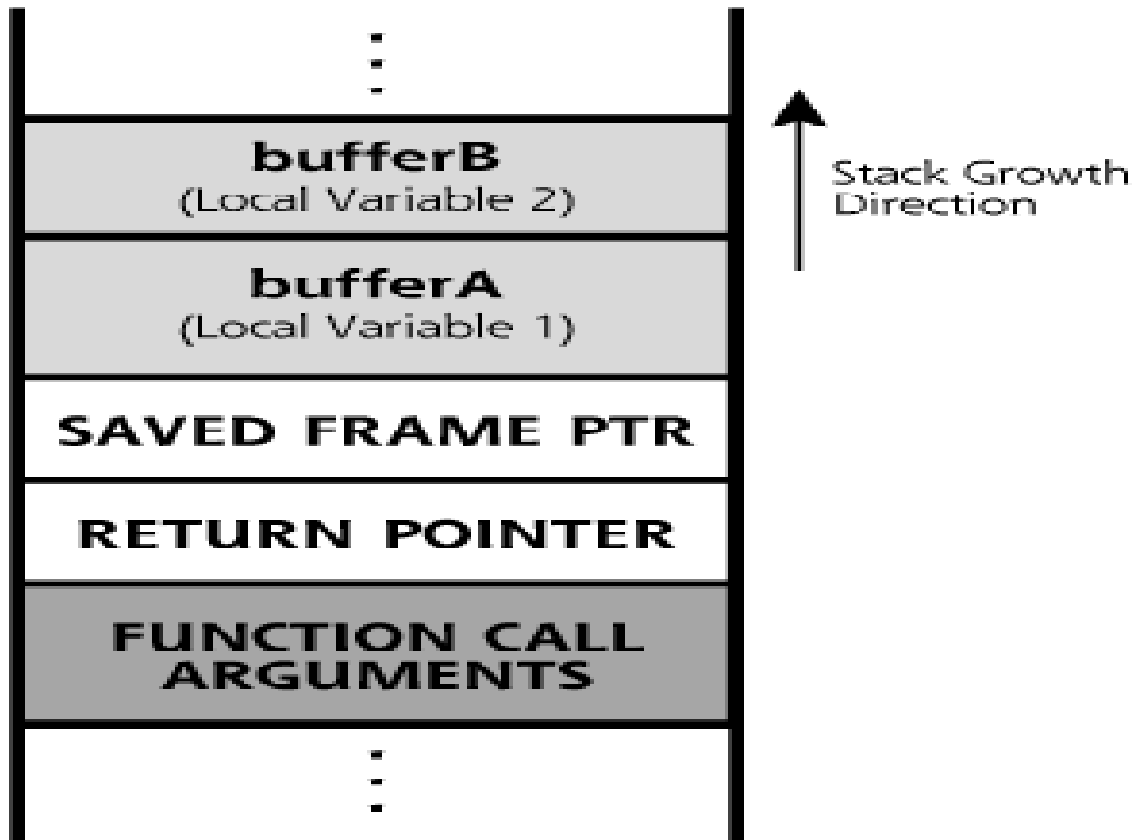 bufferB
(Local Variable 2)
Stack Growth
Direction
bufferA
(Local Variable 1)
SAVED FRAME PTR
RETURN POINTER
FUNCTION CALL
ARGUMENTS